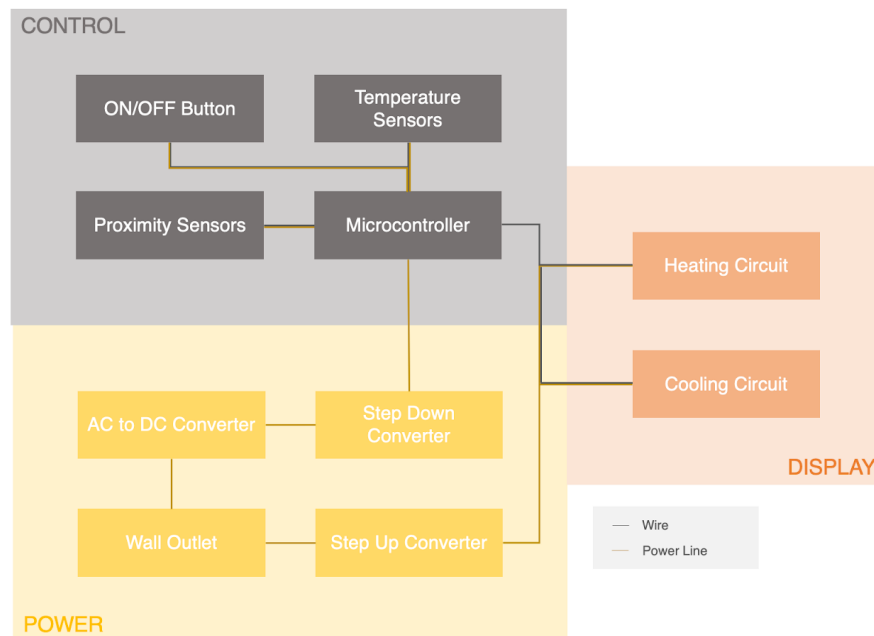 CONTROL
ON/OFF Button
Temperature
Sensors
Proximity Sensors
Microcontroller
Heating Circuit
Cooling Circuit
DISPLAY
AC to DC Converter
Step Down
Converter
Wall Outlet
Step Up Converter
POWER
Wire
Power Line